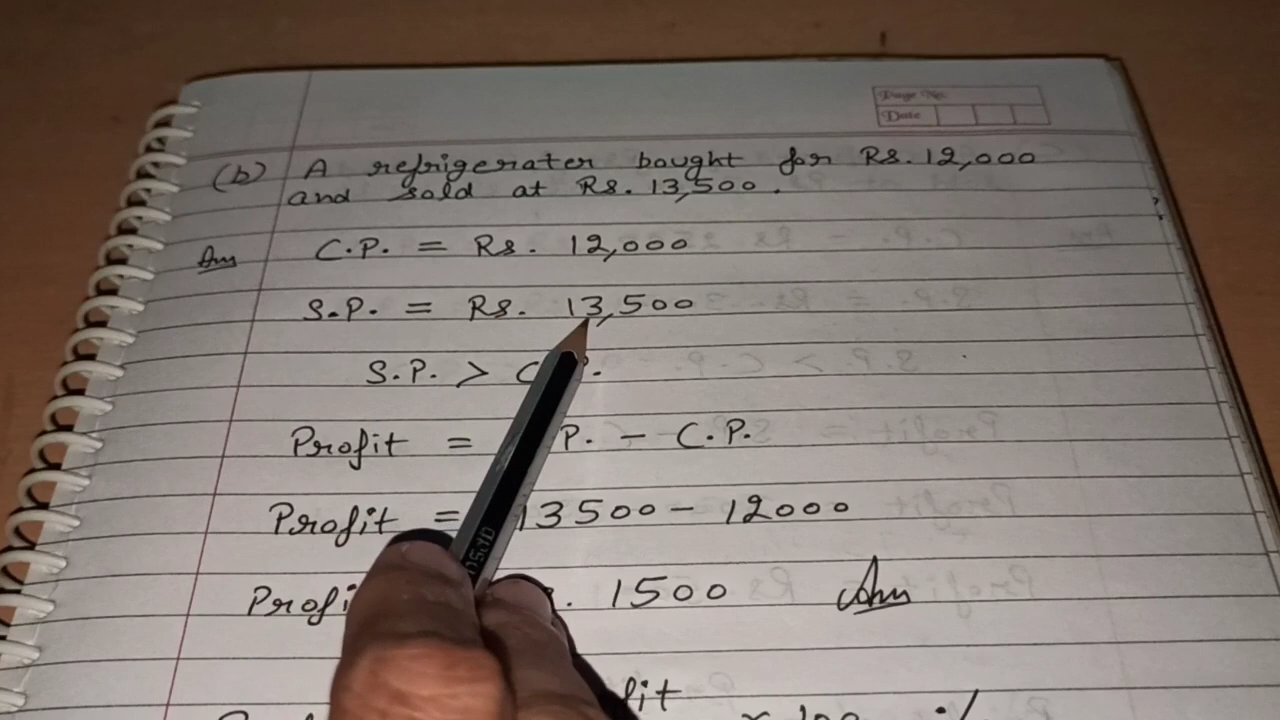 Page No.
Date
(b) A refrigerater bought for Rs. 12,000
and sold at Rs. 13,500.
Ans C.P. = Rs. 12,000
S.P. = Rs. 13,500
S.P. > C.P.
Profit = P. - C.P.
Profit = 13500 - 12000
Profi . 1500 Ans
fit
x 100 %